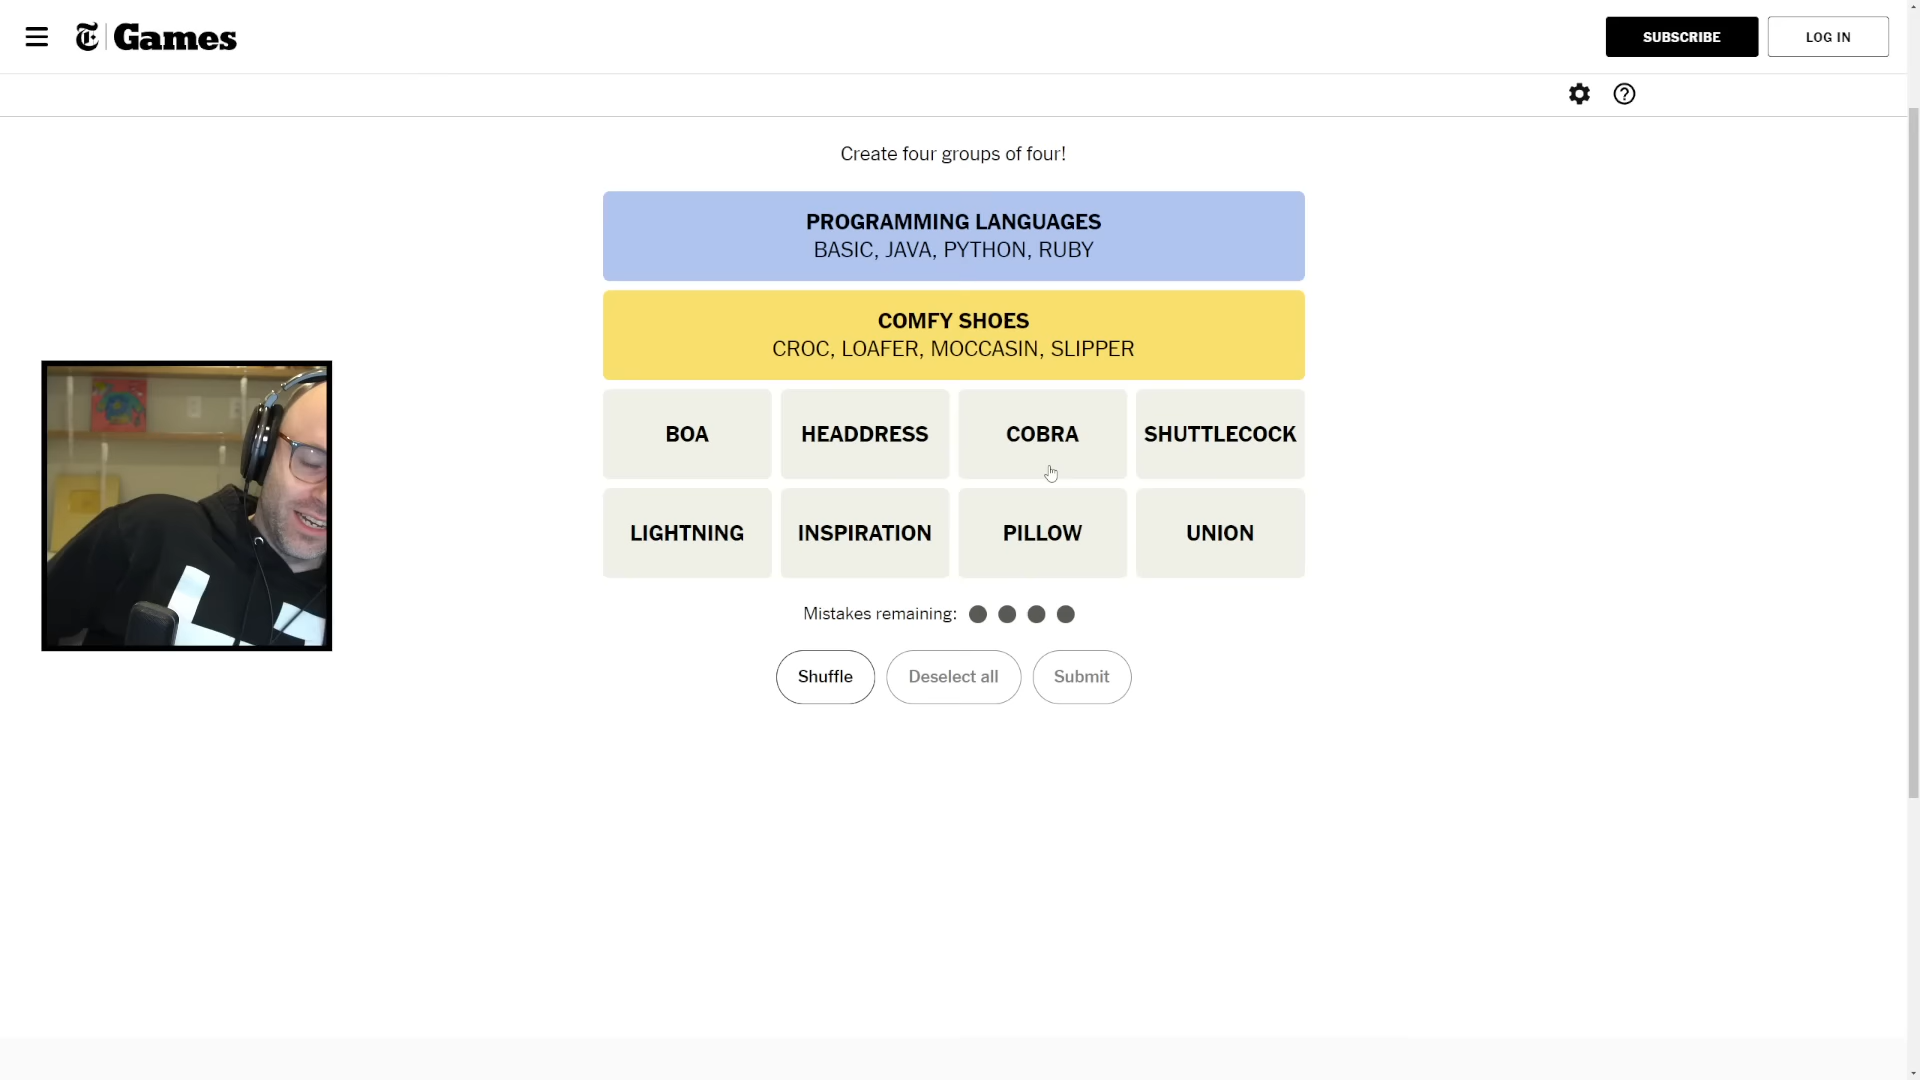 Games
SUBSCRIBE
LOG IN
Create four groups of four!
PROGRAMMING LANGUAGES
BASIC, JAVA, PYTHON, RUBY
COMFY SHOES
CROC, LOAFER, MOCCASIN, SLIPPER
BOA HEADDRESS COBRA SHUTTLECOCK
LIGHTNING INSPIRATION PILLOW UNION
Mistakes remaining:
Shuffle Deselect all Submit